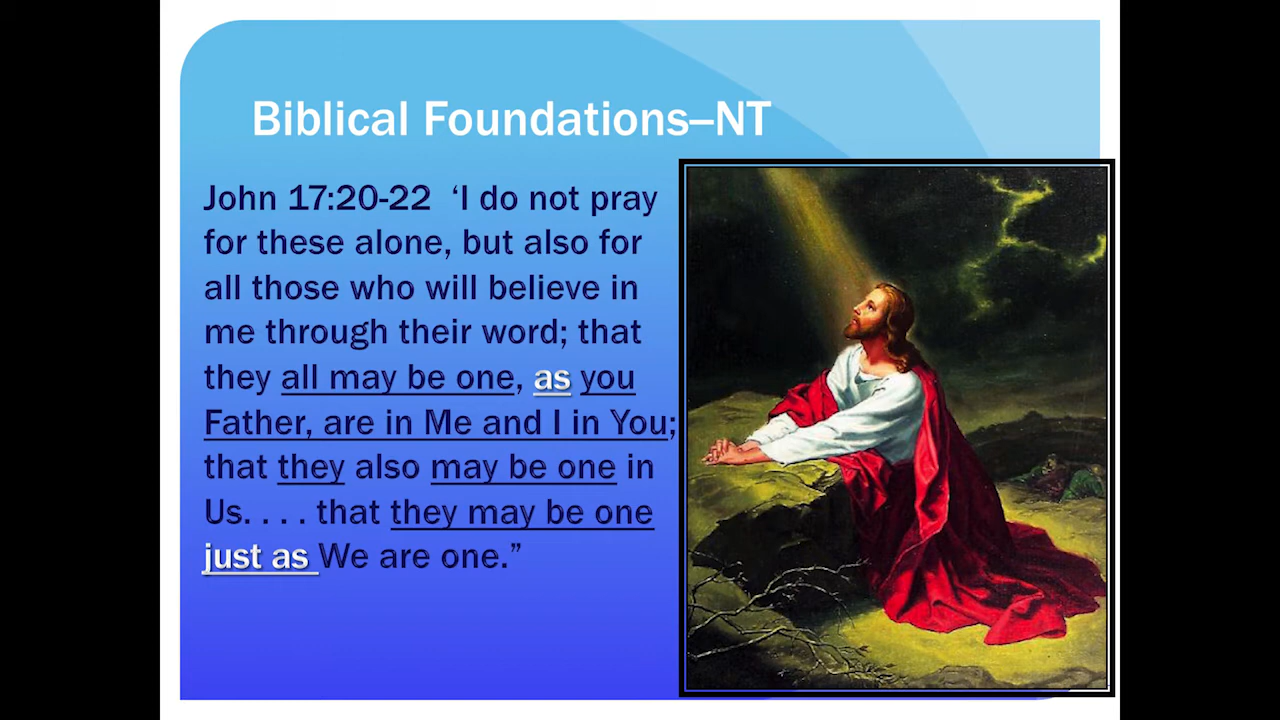 Biblical Foundations–NT
John 17:20-22 ‘I do not pray
for these alone, but also for
all those who will believe in
me through their word; that
they all may be one, as you
Father, are in Me and I in You;
that they also may be one in
Us. . . . that they may be one
just as We are one.”